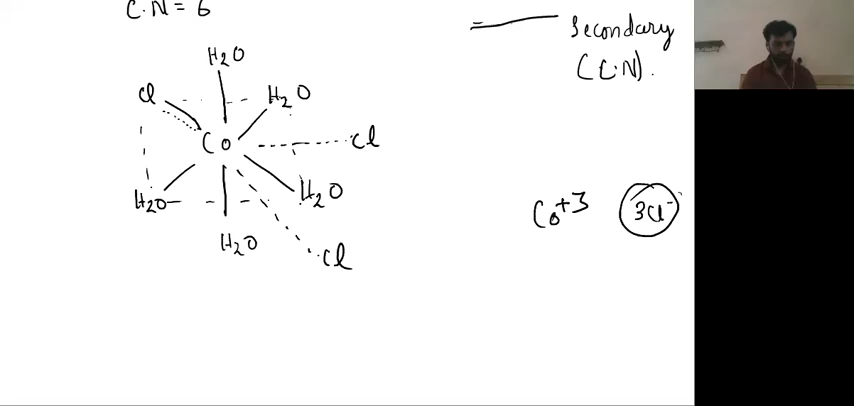 C.N = 6
= Secondary
(C.N).
H2O
Cl H2O
Co Cl
H2O H2O
H2O Cl
Co+3 3Cl-